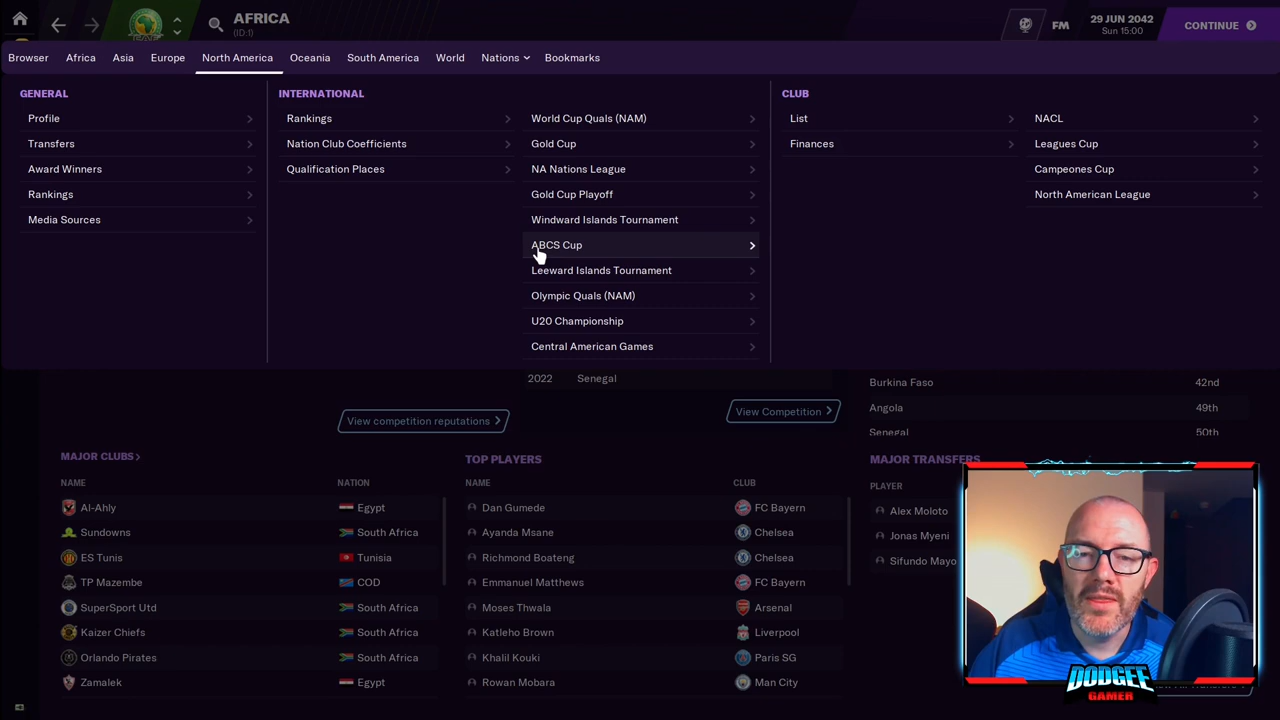 AFRICA
(ID:1)
FM
29 JUN 2042
Sun 15:00
CONTINUE
Browser
Africa
Asia
Europe
North America
Oceania
South America
World
Nations
Bookmarks
GENERAL
Profile
Transfers
Award Winners
Rankings
Media Sources
INTERNATIONAL
Rankings
Nation Club Coefficients
Qualification Places
World Cup Quals (NAM)
Gold Cup
NA Nations League
Gold Cup Playoff
Windward Islands Tournament
ABCS Cup
Leeward Islands Tournament
Olympic Quals (NAM)
U20 Championship
Central American Games
CLUB
List
Finances
NACL
Leagues Cup
Campeones Cup
North American League
2022 Senegal
View competition reputations
View Competition
Burkina Faso 42nd
Angola 49th
Senegal 50th
MAJOR CLUBS
NAME NATION
Al-Ahly Egypt
Sundowns South Africa
ES Tunis Tunisia
TP Mazembe COD
SuperSport Utd South Africa
Kaizer Chiefs South Africa
Orlando Pirates South Africa
Zamalek Egypt
TOP PLAYERS
NAME CLUB
Dan Gumede FC Bayern
Ayanda Msane Chelsea
Richmond Boateng Chelsea
Emmanuel Matthews FC Bayern
Moses Thwala Arsenal
Katleho Brown Liverpool
Khalil Kouki Paris SG
Rowan Mobara Man City
MAJOR TRANSFERS
PLAYER
Alex Moloto
Jonas Myeni
Sifundo Mayo
DODGEE
GAMER